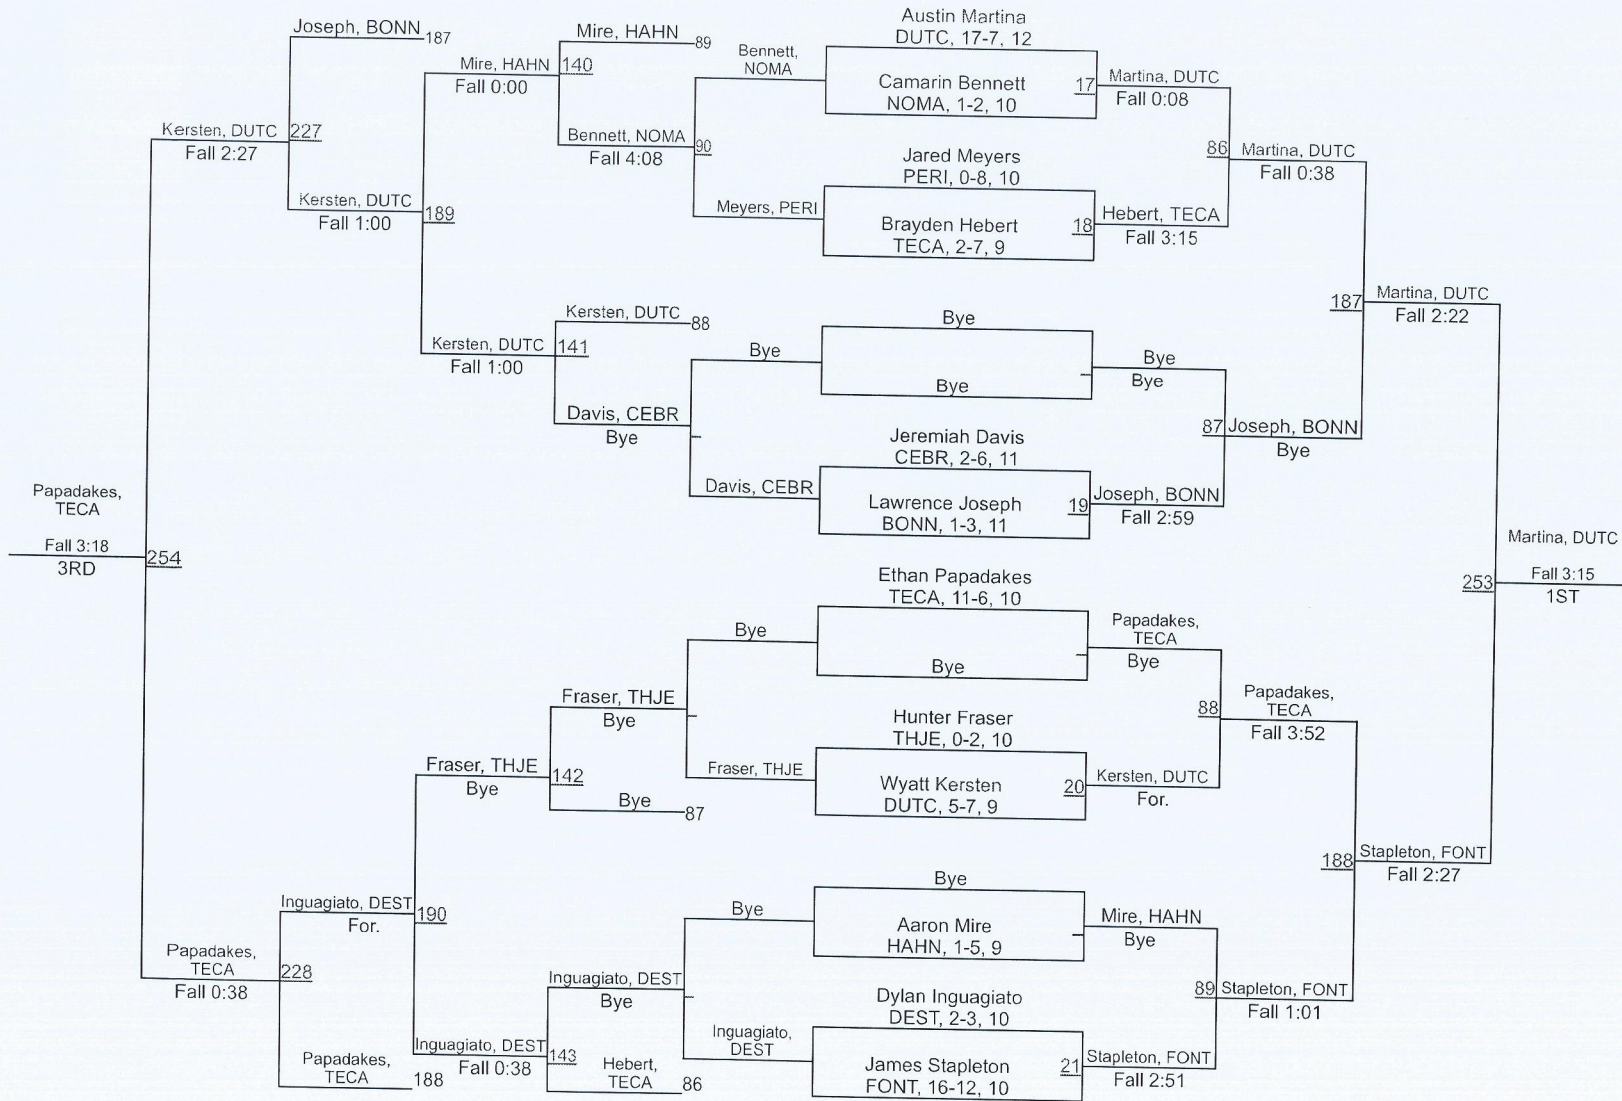 Joseph, BONN 187
Kersten, DUTC 227
Fall 2:27
Kersten, DUTC 189
Fall 1:00
Mire, HAHN 140
Fall 0:00
Mire, HAHN 89
Bennett, NOMA 90
Fall 4:08
Bennett,
NOMA
Meyers, PERI
Kersten, DUTC 141
Fall 1:00
Kersten, DUTC 88
Davis, CEBR
Bye
Bye
Davis, CEBR
Papadakes,
TECA
Fall 3:18
3RD
254
Fraser, THJE 142
Bye
Fraser, THJE
Bye
Bye
Fraser, THJE
Bye 87
Inguagiato, DEST 190
For.
Papadakes,
TECA 228
Fall 0:38
Papadakes,
TECA 188
Inguagiato, DEST 143
Fall 0:38
Inguagiato, DEST
Bye
Bye
Inguagiato,
DEST
Hebert,
TECA 86
Austin Martina
DUTC, 17-7, 12
Camarin Bennett
NOMA, 1-2, 10
17
Jared Meyers
PERI, 0-8, 10
Brayden Hebert
TECA, 2-7, 9
18
Bye
Bye
Jeremiah Davis
CEBR, 2-6, 11
Lawrence Joseph
BONN, 1-3, 11
19
Ethan Papadakes
TECA, 11-6, 10
Bye
Hunter Fraser
THJE, 0-2, 10
Wyatt Kersten
DUTC, 5-7, 9
20
Bye
Aaron Mire
HAHN, 1-5, 9
Dylan Inguagiato
DEST, 2-3, 10
James Stapleton
FONT, 16-12, 10
21
Martina, DUTC
Fall 0:08
86
Hebert, TECA
Fall 3:15
Martina, DUTC
Fall 0:38
Bye
Bye
87
Joseph, BONN
Fall 2:59
Joseph, BONN
Bye
187
Martina, DUTC
Fall 2:22
Papadakes,
TECA
Bye
88
Kersten, DUTC
For.
Papadakes,
TECA
Fall 3:52
Mire, HAHN
Bye
89
Stapleton, FONT
Fall 2:51
Stapleton, FONT
Fall 1:01
188
Stapleton, FONT
Fall 2:27
253
Martina, DUTC
Fall 3:15
1ST